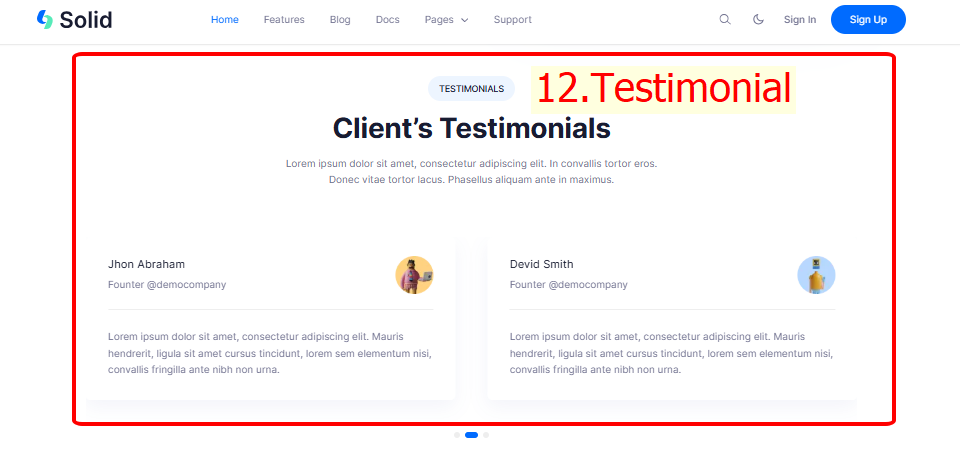 Solid
Home Features Blog Docs Pages Support Sign In Sign Up
TESTIMONIALS
12.Testimonial
Client’s Testimonials
Lorem ipsum dolor sit amet, consectetur adipiscing elit. In convallis tortor eros.
Donec vitae tortor lacus. Phasellus aliquam ante in maximus.
Jhon Abraham
Founter @democompany
Lorem ipsum dolor sit amet, consectetur adipiscing elit. Mauris
hendrerit, ligula sit amet cursus tincidunt, lorem sem elementum nisi,
convallis fringilla ante nibh non urna.
Devid Smith
Founter @democompany
Lorem ipsum dolor sit amet, consectetur adipiscing elit. Mauris
hendrerit, ligula sit amet cursus tincidunt, lorem sem elementum nisi,
convallis fringilla ante nibh non urna.